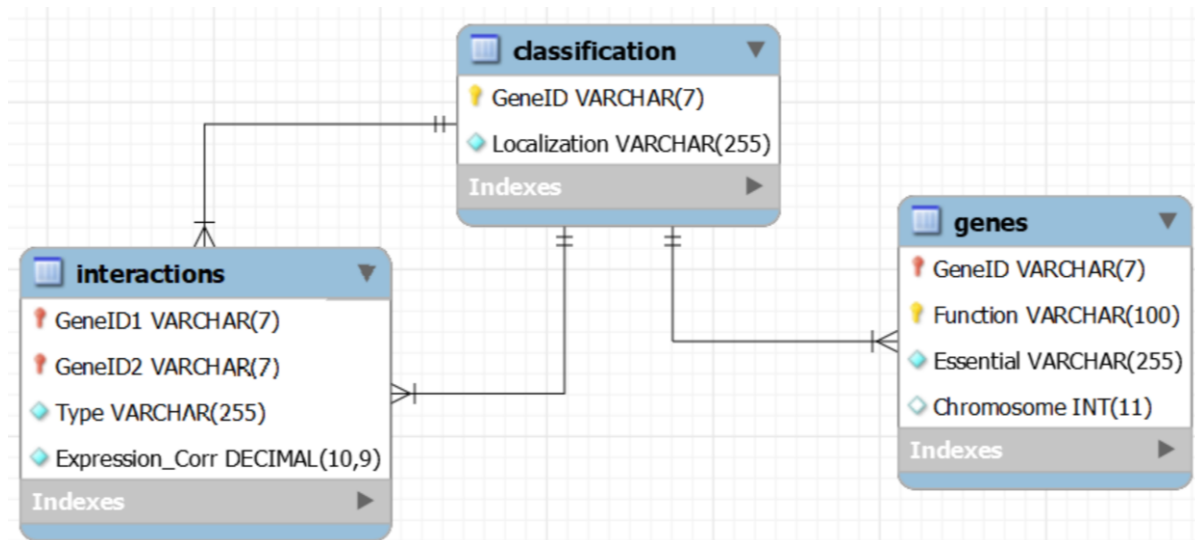 classification
GeneID VARCHAR(7)
Localization VARCHAR(255)
Indexes
interactions
GeneID1 VARCHAR(7)
GeneID2 VARCHAR(7)
Type VARCHAR(255)
Expression_Corr DECIMAL(10,9)
Indexes
genes
GeneID VARCHAR(7)
Function VARCHAR(100)
Essential VARCHAR(255)
Chromosome INT(11)
Indexes